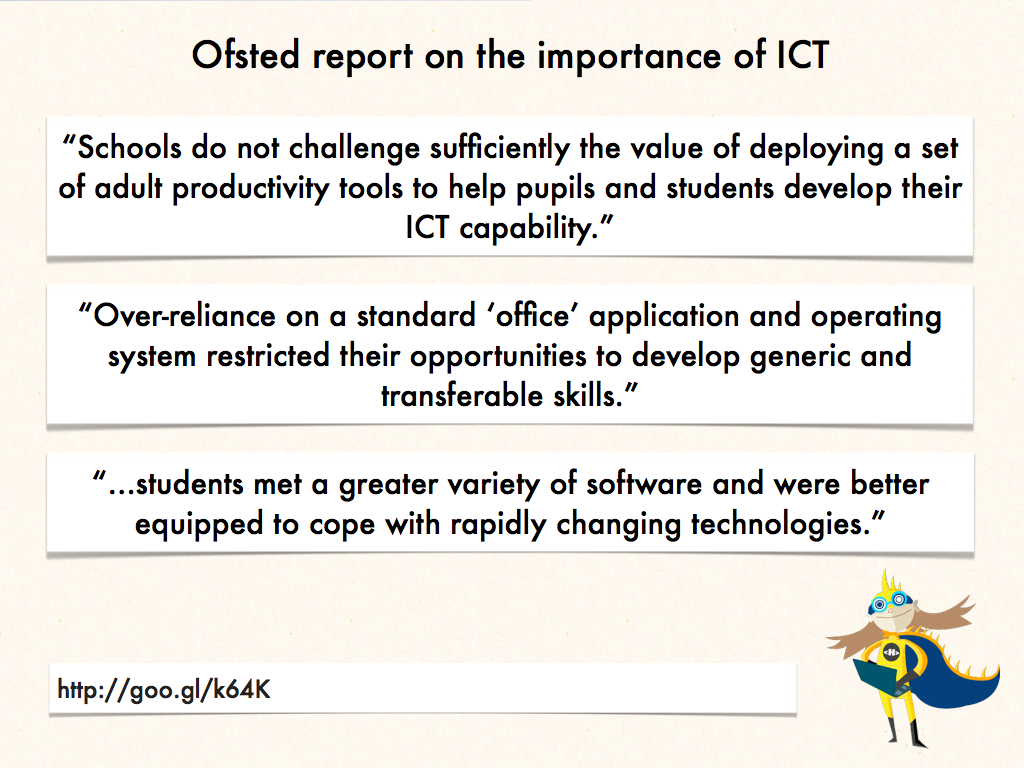 Ofsted report on the importance of ICT
“Schools do not challenge sufficiently the value of deploying a set
of adult productivity tools to help pupils and students develop their
ICT capability.”
“Over-reliance on a standard ‘office’ application and operating
system restricted their opportunities to develop generic and
transferable skills.”
“...students met a greater variety of software and were better
equipped to cope with rapidly changing technologies.”
http://goo.gl/k64K
<H>